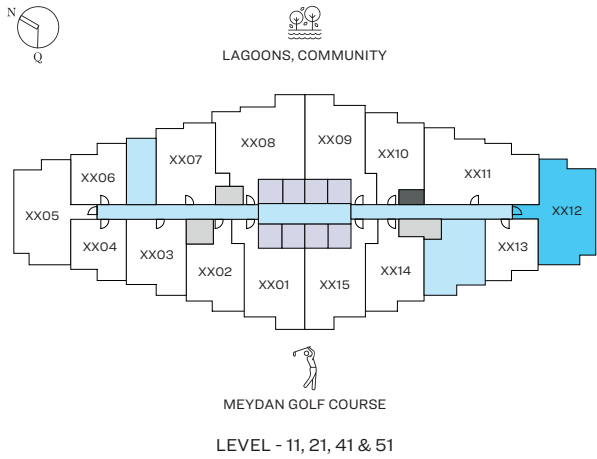 N
Q
LAGOONS, COMMUNITY
XX09
XX08
XX07
XX10
XX06
XX11
XX05
XX12
XX04
XX03
XX02
XX01
XX15
XX14
XX13
MEYDAN GOLF COURSE
LEVEL - 11, 21, 41 & 51